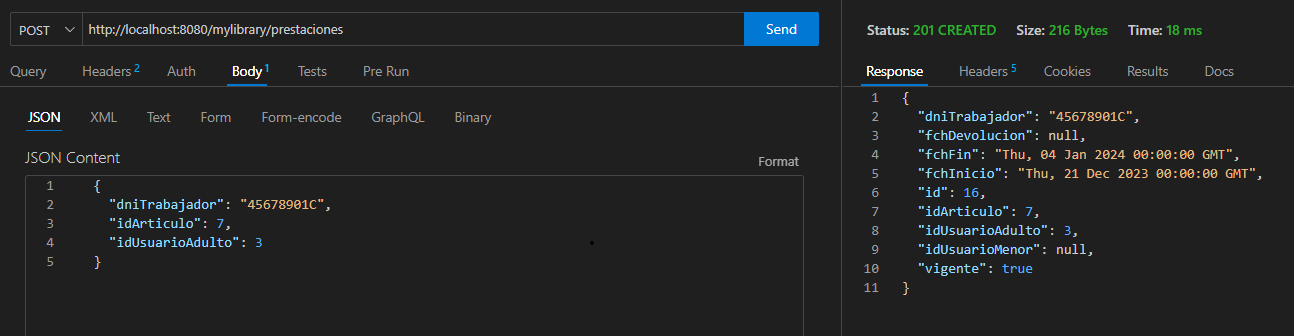 POST http://localhost:8080/mylibrary/prestaciones Send
Query Headers 2 Auth Body 1 Tests Pre Run
JSON XML Text Form Form-encode GraphQL Binary
JSON Content Format
1 {
2 "dniTrabajador": "45678901C",
3 "idArticulo": 7,
4 "idUsuarioAdulto": 3
5 }
Status: 201 CREATED Size: 216 Bytes Time: 18 ms
Response Headers 5 Cookies Results Docs
1 {
2 "dniTrabajador": "45678901C",
3 "fchDevolucion": null,
4 "fchFin": "Thu, 04 Jan 2024 00:00:00 GMT",
5 "fchInicio": "Thu, 21 Dec 2023 00:00:00 GMT",
6 "id": 16,
7 "idArticulo": 7,
8 "idUsuarioAdulto": 3,
9 "idUsuarioMenor": null,
10 "vigente": true
11 }